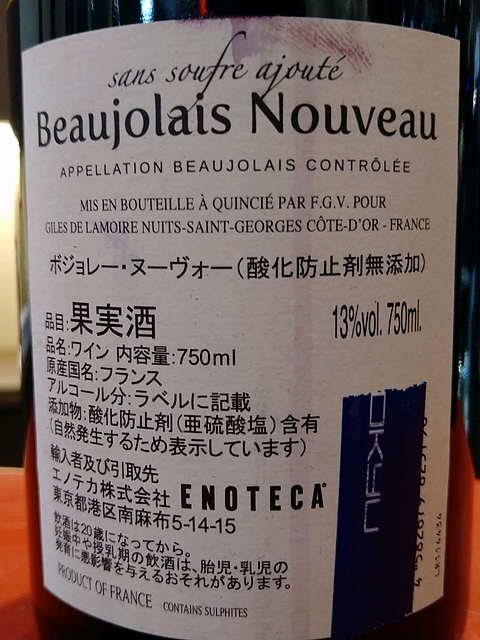 sans soufre ajouté
Beaujolais Nouveau
APPELLATION BEAUJOLAIS CONTRÔLÉE
MIS EN BOUTEILLE À QUINCIÉ PAR F.G.V. POUR
GILES DE LAMOIRE NUITS-SAINT-GEORGES CÔTE-D'OR - FRANCE
ボジョレー・ヌーヴォー(酸化防止剤無添加)
13%vol. 750ml.
品目:果実酒
品名:ワイン 内容量:750ml
原産国名:フランス
アルコール分:ラベルに記載
添加物:酸化防止剤(亜硫酸塩)含有
(自然発生するため表示しています)
輸入者及び引取先
エノテカ株式会社 ENOTECA
東京都港区南麻布5-14-15
飲酒は20歳になってから。
妊娠中や授乳期の飲酒は、胎児・乳児の
発育に悪影響を与えるおそれがあります。
PRODUCT OF FRANCE CONTAINS SULPHITES